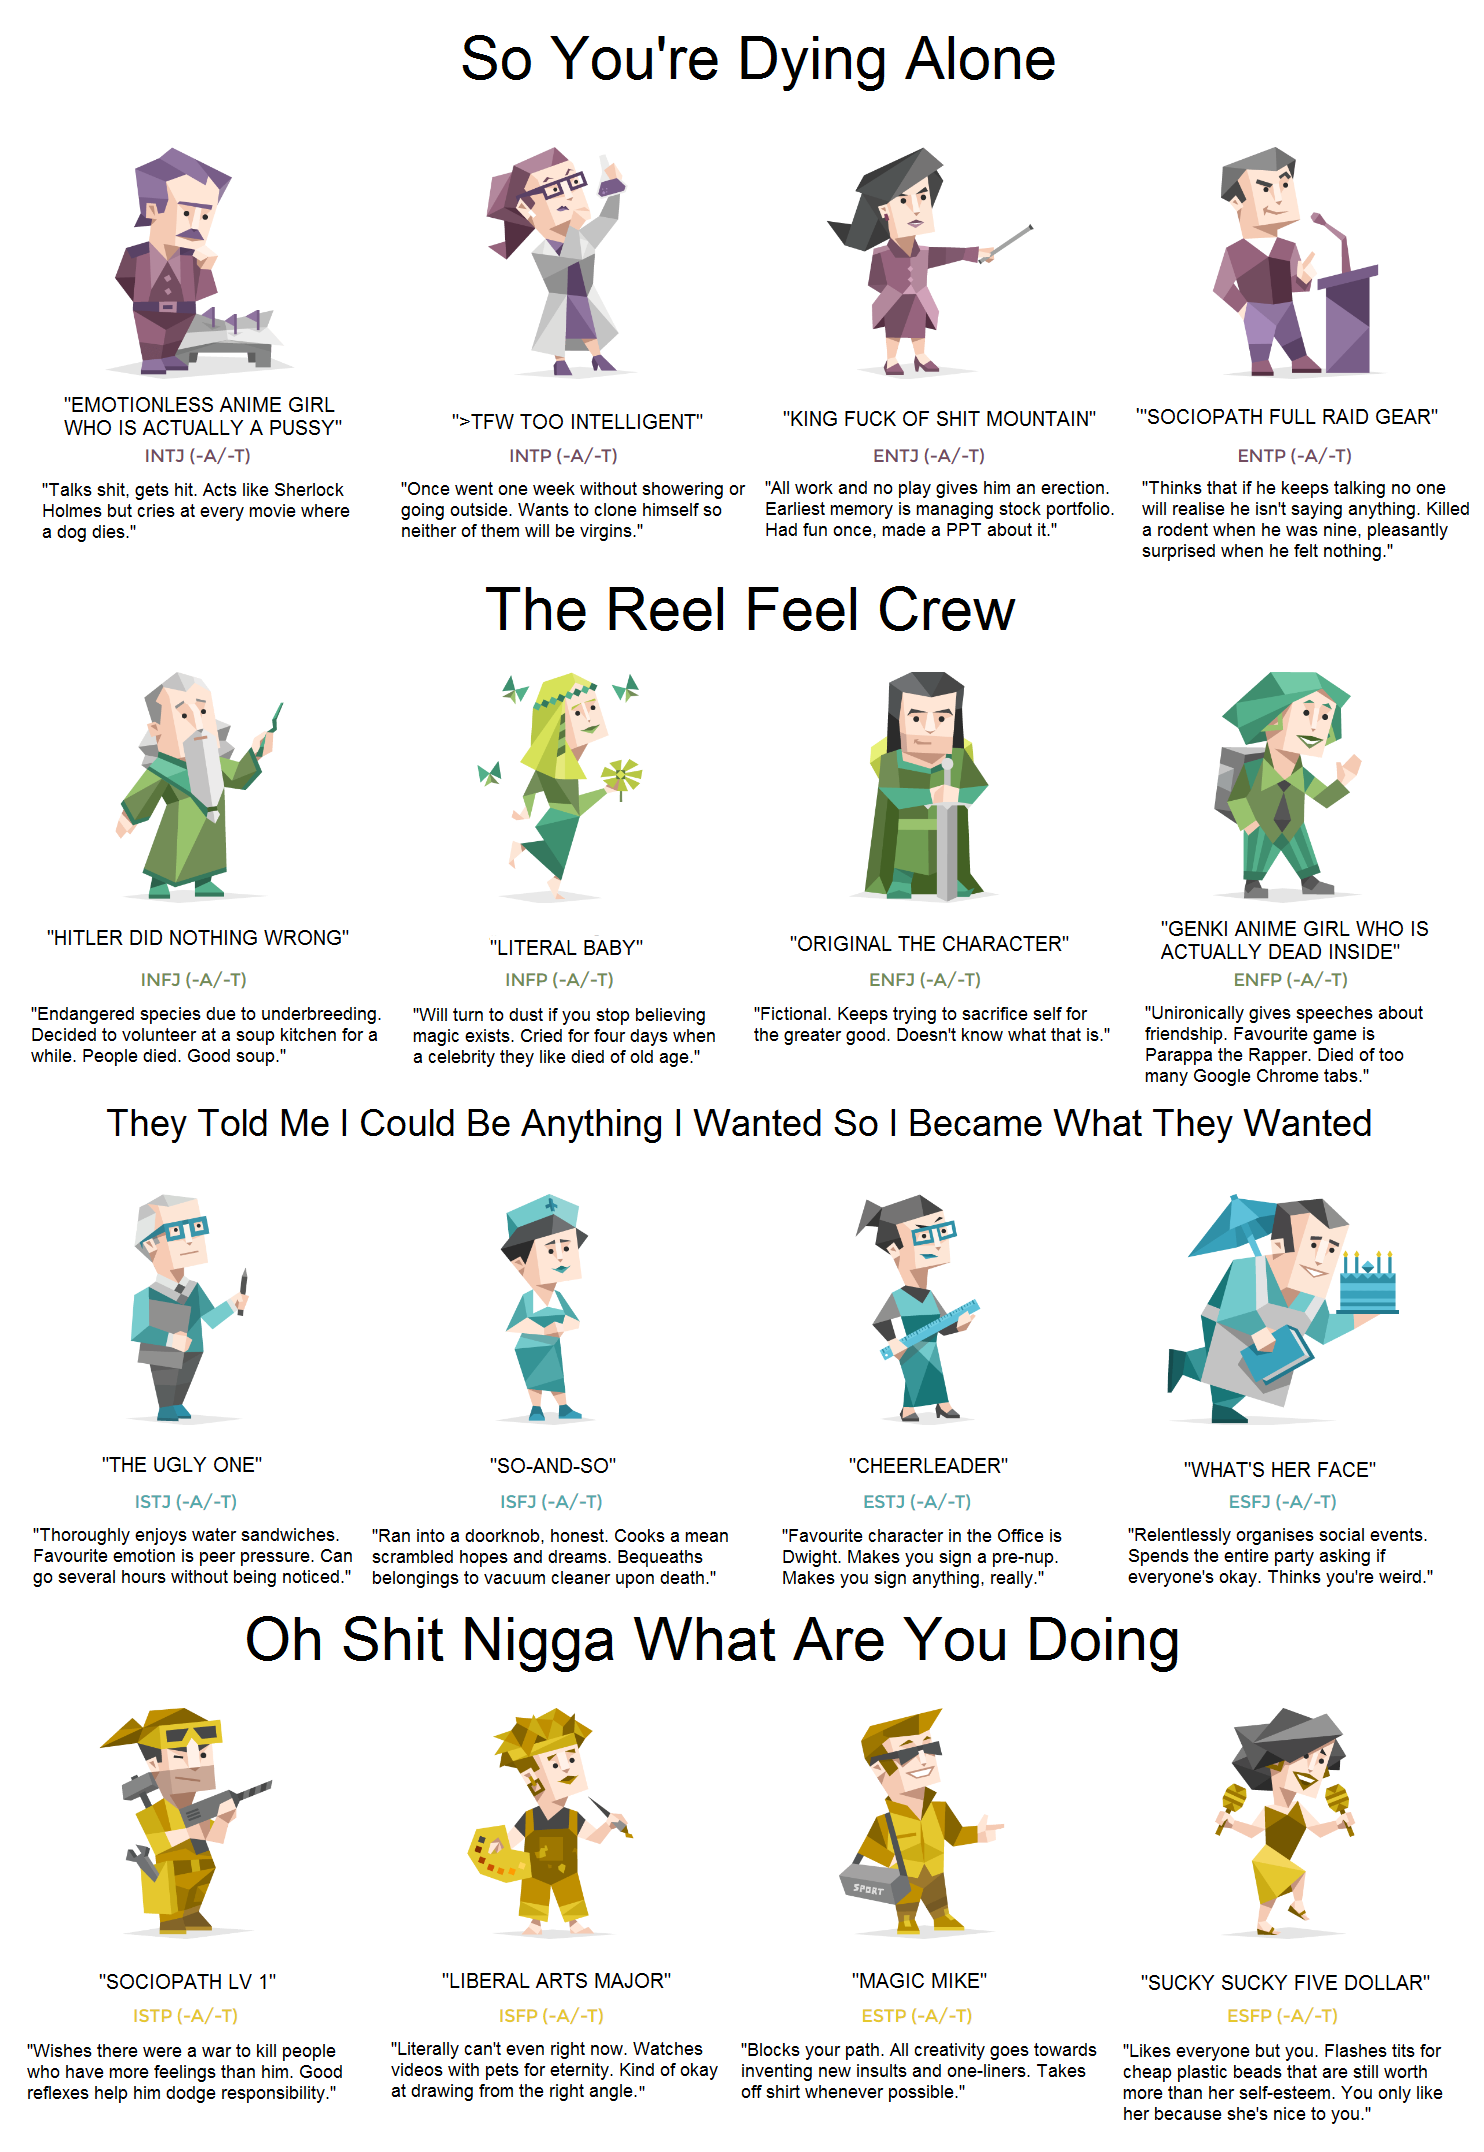 So You're Dying Alone
"EMOTIONLESS ANIME GIRL
WHO IS ACTUALLY A PUSSY"
INTJ (-A/-T)
"Talks shit, gets hit. Acts like Sherlock
Holmes but cries at every movie where
a dog dies."
">TFW TOO INTELLIGENT"
INTP (-A/-T)
"Once went one week without showering or
going outside. Wants to clone himself so
neither of them will be virgins."
"KING FUCK OF SHIT MOUNTAIN"
ENTJ (-A/-T)
"All work and no play gives him an erection.
Earliest memory is managing stock portfolio.
Had fun once, made a PPT about it."
'"SOCIOPATH FULL RAID GEAR"
ENTP (-A/-T)
"Thinks that if he keeps talking no one
will realise he isn't saying anything. Killed
a rodent when he was nine, pleasantly
surprised when he felt nothing."
The Reel Feel Crew
"HITLER DID NOTHING WRONG"
INFJ (-A/-T)
"Endangered species due to underbreeding.
Decided to volunteer at a soup kitchen for a
while. People died. Good soup."
"LITERAL BABY"
INFP (-A/-T)
"Will turn to dust if you stop believing
magic exists. Cried for four days when
a celebrity they like died of old age."
"ORIGINAL THE CHARACTER"
ENFJ (-A/-T)
"Fictional. Keeps trying to sacrifice self for
the greater good. Doesn't know what that is."
"GENKI ANIME GIRL WHO IS
ACTUALLY DEAD INSIDE"
ENFP (-A/-T)
"Unironically gives speeches about
friendship. Favourite game is
Parappa the Rapper. Died of too
many Google Chrome tabs."
They Told Me I Could Be Anything I Wanted So I Became What They Wanted
"THE UGLY ONE"
ISTJ (-A/-T)
"Thoroughly enjoys water sandwiches.
Favourite emotion is peer pressure. Can
go several hours without being noticed."
"SO-AND-SO"
ISFJ (-A/-T)
"Ran into a doorknob, honest. Cooks a mean
scrambled hopes and dreams. Bequeaths
belongings to vacuum cleaner upon death."
"CHEERLEADER"
ESTJ (-A/-T)
"Favourite character in the Office is
Dwight. Makes you sign a pre-nup.
Makes you sign anything, really."
"WHAT'S HER FACE"
ESFJ (-A/-T)
"Relentlessly organises social events.
Spends the entire party asking if
everyone's okay. Thinks you're weird."
Oh Shit Nigga What Are You Doing
SPORT
"SOCIOPATH LV 1"
ISTP (-A/-T)
"Wishes there were a war to kill people
who have more feelings than him. Good
reflexes help him dodge responsibility."
"LIBERAL ARTS MAJOR"
ISFP (-A/-T)
"Literally can't even right now. Watches
videos with pets for eternity. Kind of okay
at drawing from the right angle."
"MAGIC MIKE"
ESTP (-A/-T)
"Blocks your path. All creativity goes towards
inventing new insults and one-liners. Takes
off shirt whenever possible."
"SUCKY SUCKY FIVE DOLLAR"
ESFP (-A/-T)
"Likes everyone but you. Flashes tits for
cheap plastic beads that are still worth
more than her self-esteem. You only like
her because she's nice to you."